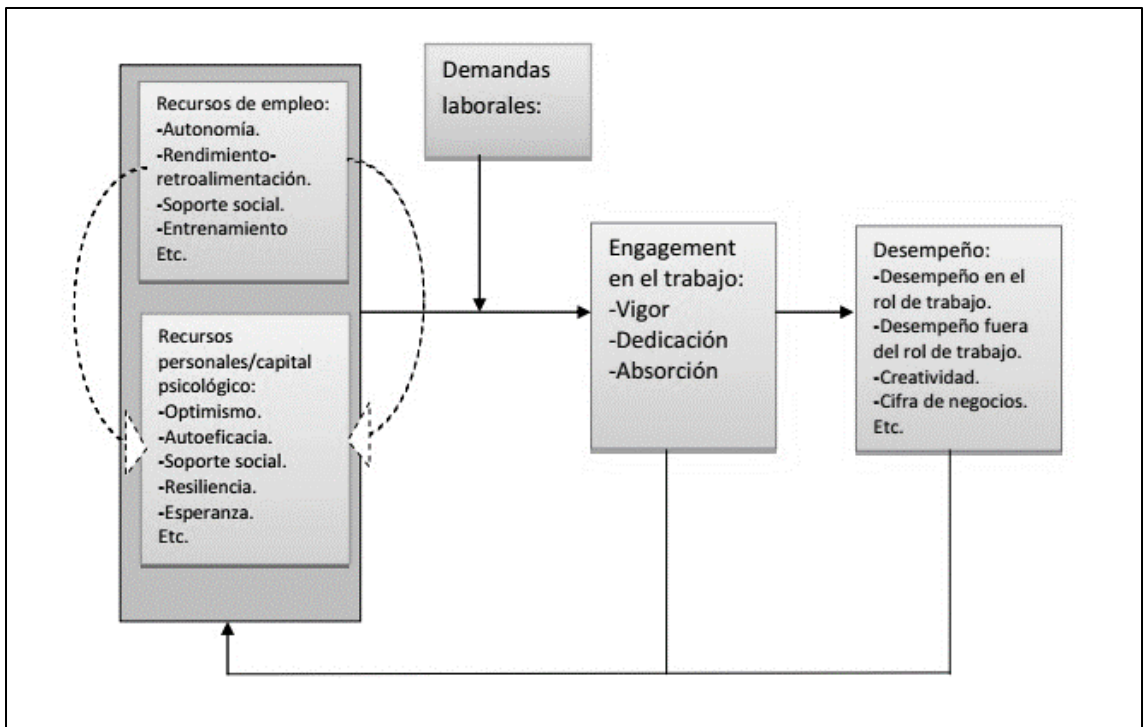 Recursos de empleo:
-Autonomía.
-Rendimiento-
retroalimentación.
-Soporte social.
-Entrenamiento
Etc.
Recursos
personales/capital
psicológico:
-Optimismo.
-Autoeficacia.
-Soporte social.
-Resiliencia.
-Esperanza.
Etc.
Demandas
laborales:
Engagement
en el trabajo:
-Vigor
-Dedicación
-Absorción
Desempeño:
-Desempeño en el
rol de trabajo.
-Desempeño fuera
del rol de trabajo.
-Creatividad.
-Cifra de negocios.
Etc.